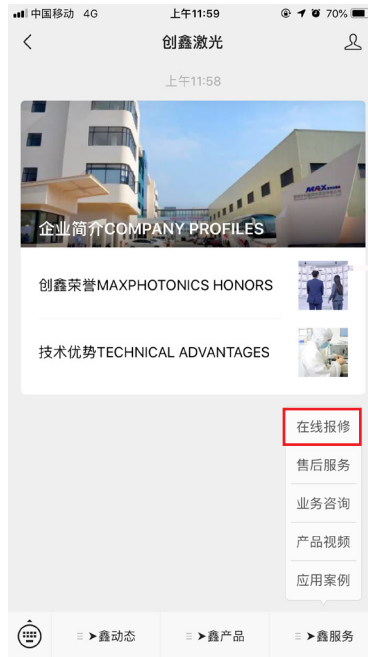 中国移动 4G 上午11:59 70%
创鑫激光
上午11:58
MAX
企业简介COMPANY PROFILES
创鑫荣誉MAXPHOTONICS HONORS
技术优势TECHNICAL ADVANTAGES
在线报修
售后服务
业务咨询
产品视频
应用案例
➤鑫动态 ➤鑫产品 ➤鑫服务